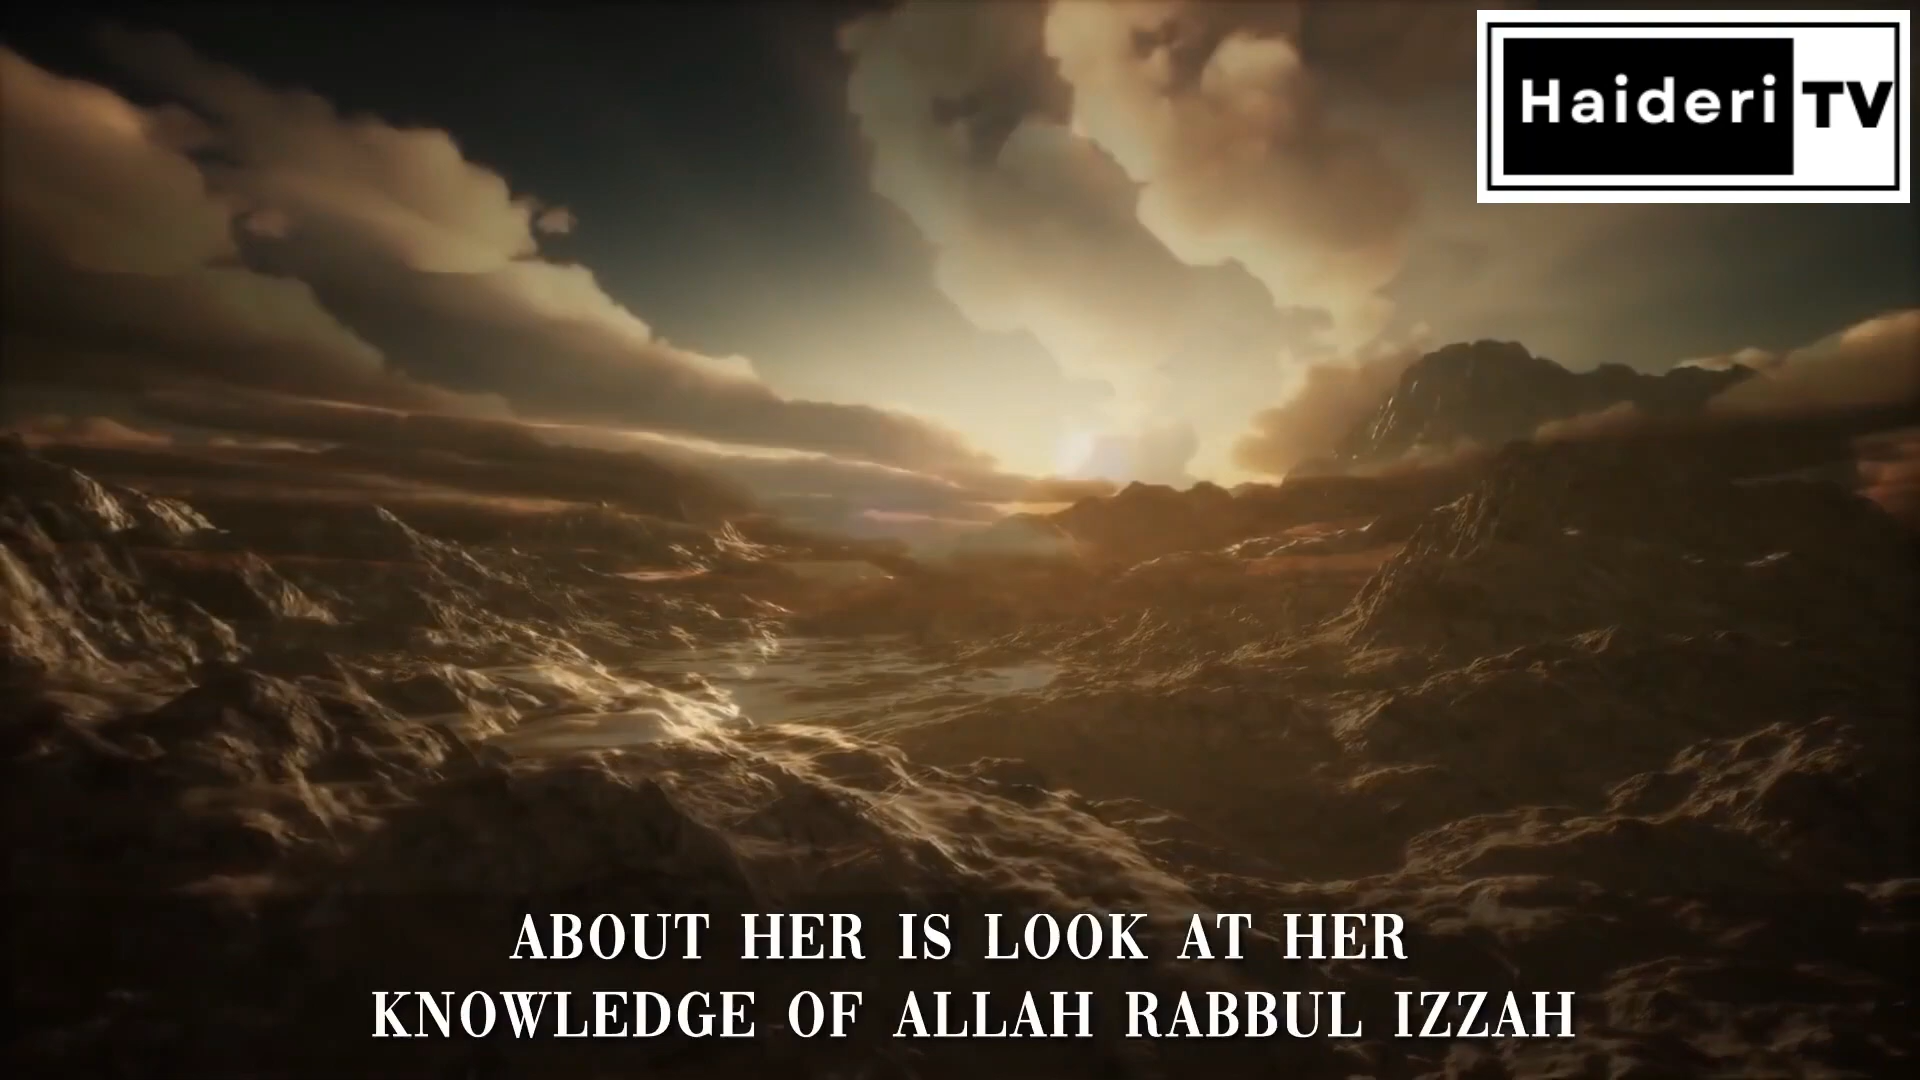 Haideri TV
ABOUT HER IS LOOK AT HER
KNOWLEDGE OF ALLAH RABBUL IZZAH